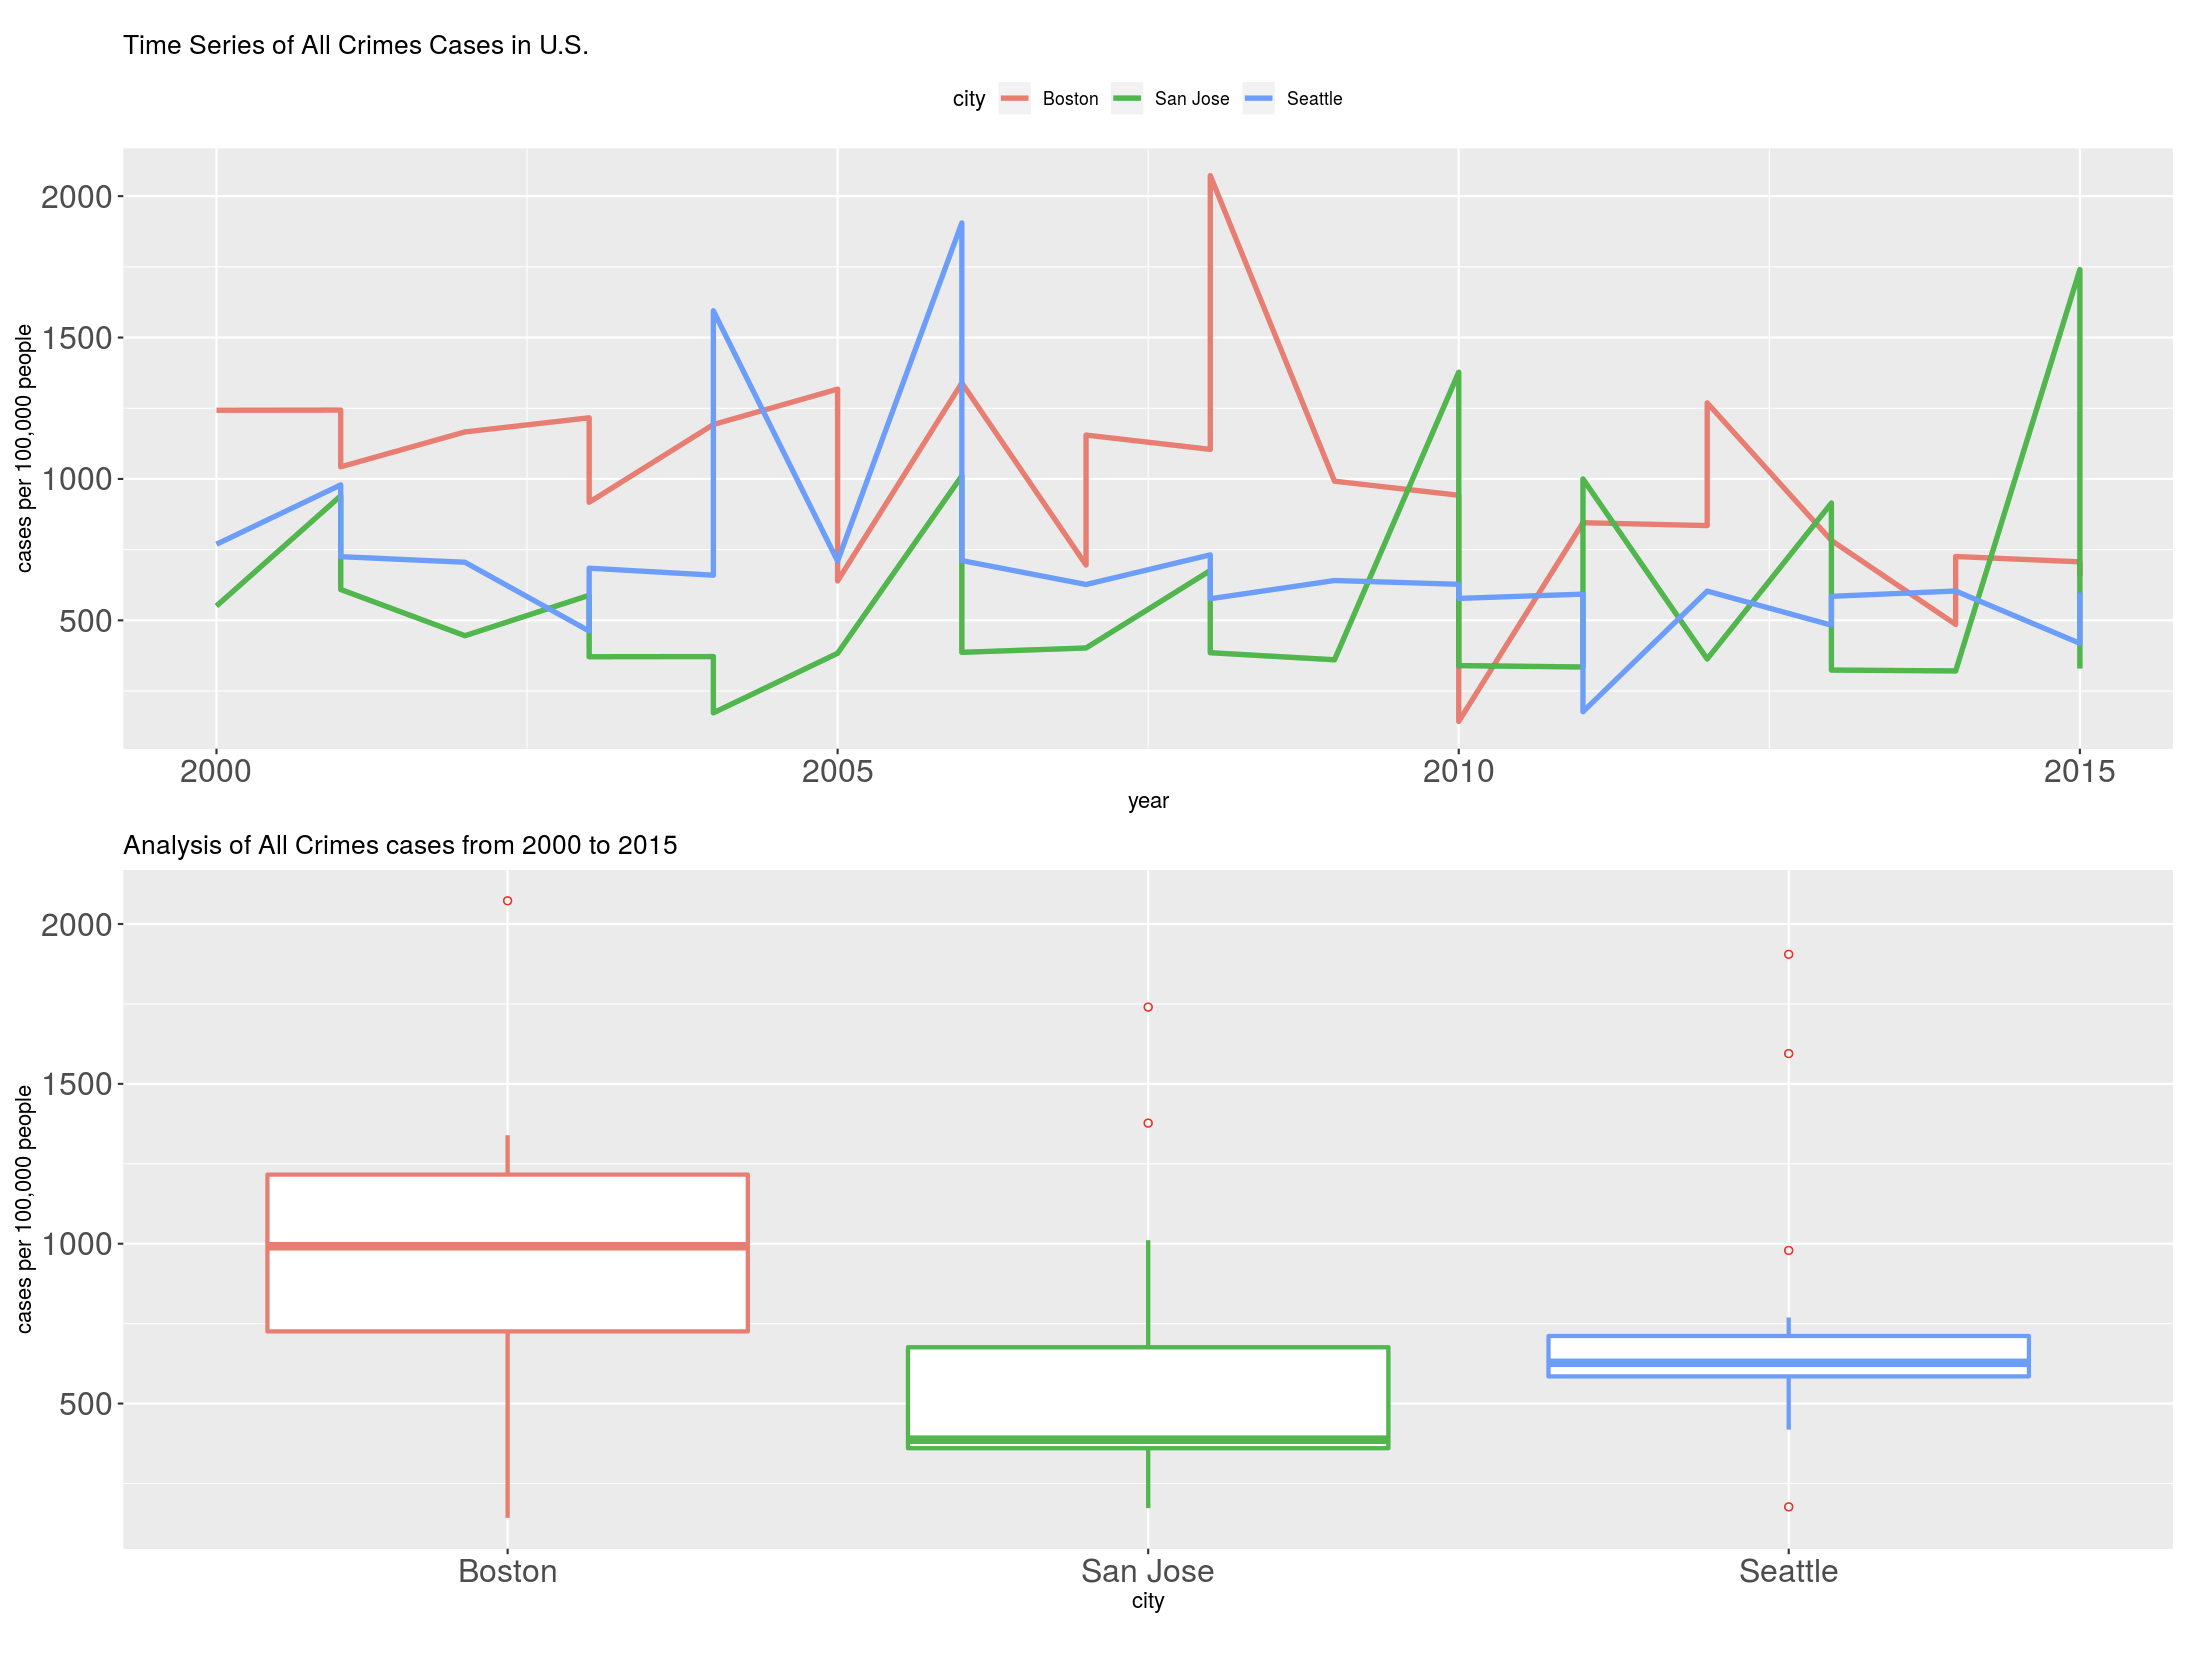 Time Series of All Crimes Cases in U.S.
city Boston San Jose Seattle
cases per 100,000 people
2000
1500
1000
500
2000 2005 2010 2015
year
Analysis of All Crimes cases from 2000 to 2015
cases per 100,000 people
2000
1500
1000
500
Boston San Jose Seattle
city